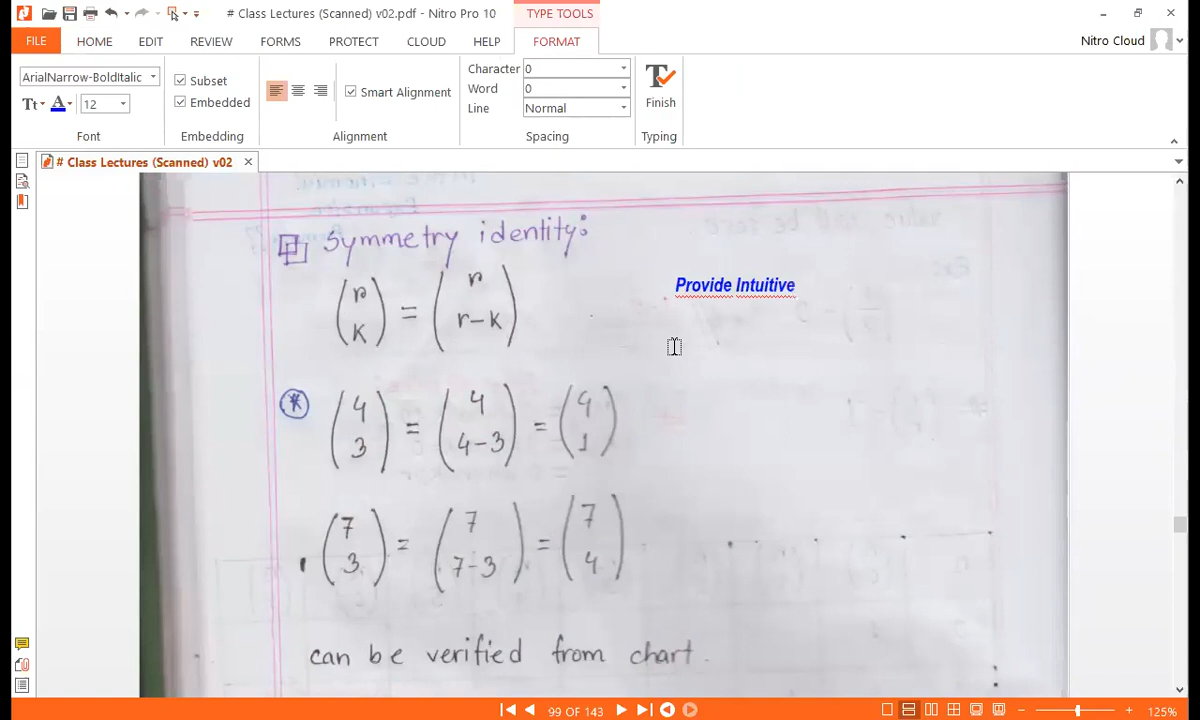 # Class Lectures (Scanned) v02.pdf - Nitro Pro 10
TYPE TOOLS
FILE HOME EDIT REVIEW FORMS PROTECT CLOUD HELP FORMAT
Nitro Cloud
ArialNarrow-BoldItalic
Tt A 12
Font
Subset
Embedded
Embedding
Smart Alignment
Alignment
Character 0
Word 0
Line Normal
Spacing
Finish
Typing
# Class Lectures (Scanned) v02
Symmetry identity:
(r k) = (r r-k)
Provide Intuitive
* (4 3) = (4 4-3) = (4 1)
(7 3) = (7 7-3) = (7 4)
can be verified from chart.
99 OF 143
125%